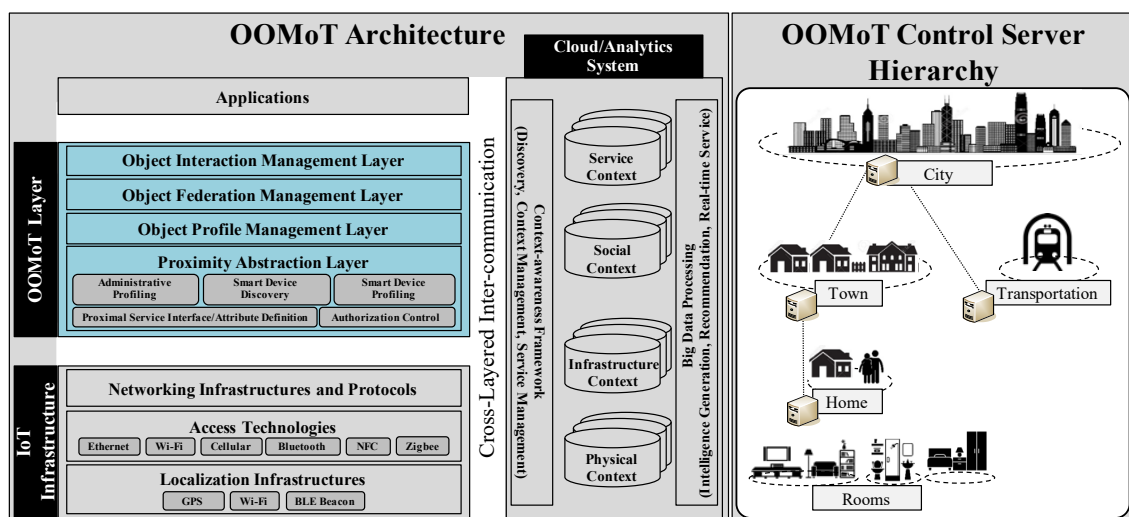 OOMoT Architecture
Applications
OOMoT Layer
Object Interaction Management Layer
Object Federation Management Layer
Object Profile Management Layer
Proximity Abstraction Layer
Administrative
Profiling
Smart Device
Discovery
Smart Device
Profiling
Proximal Service Interface/Attribute Definition
Authorization Control
IoT
Infrastructure
Networking Infrastructures and Protocols
Access Technologies
Ethernet
Wi-Fi
Cellular
Bluetooth
NFC
Zigbee
Localization Infrastructures
GPS
Wi-Fi
BLE Beacon
Cross-Layered Inter-communication
Cloud/Analytics
System
Context-awareness Framework
(Discovery, Context Management, Service Management)
Service
Context
Social
Context
Infrastructure
Context
Physical
Context
Big Data Processing
(Intelligence Generation, Recommendation, Real-time Service)
OOMoT Control Server
Hierarchy
City
Town
Transportation
Home
Rooms